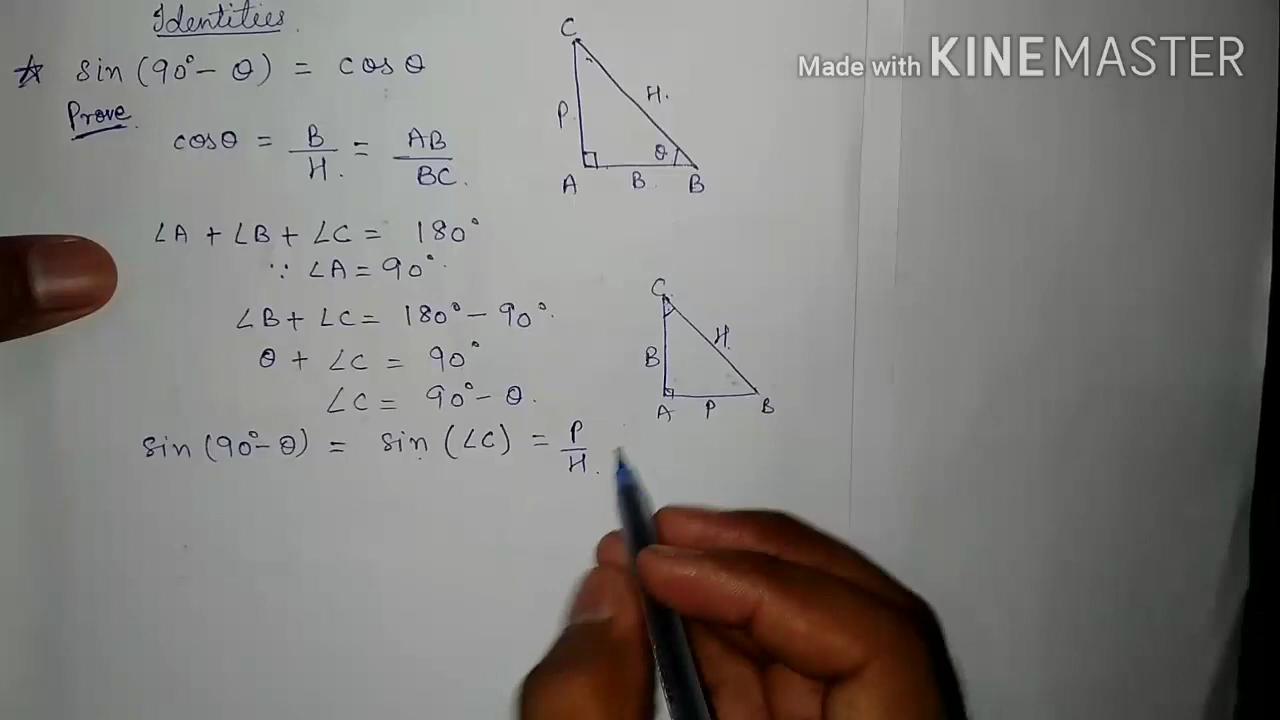 Identities.
☆ sin (90° - θ) = cos θ
Prove.
cosθ = B/H. = AB/BC.
∠A + ∠B + ∠C = 180°
∵ ∠A = 90°.
∠B + ∠C = 180° - 90°.
θ + ∠C = 90°
∠C = 90° - θ.
sin (90° - θ) = sin (∠C) = P/H.
C
P
H.
θ
A
B
B
C
B
H.
A
P
B
Made with KINEMASTER